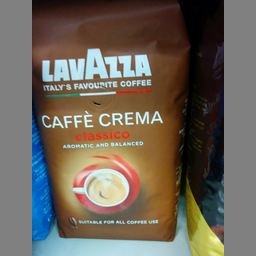 LAVAZZA
ITALY'S FAVOURITE COFFEE
CAFFÈ CREMA
classico
AROMATIC AND BALANCED
SUITABLE FOR ALL COFFEE USE